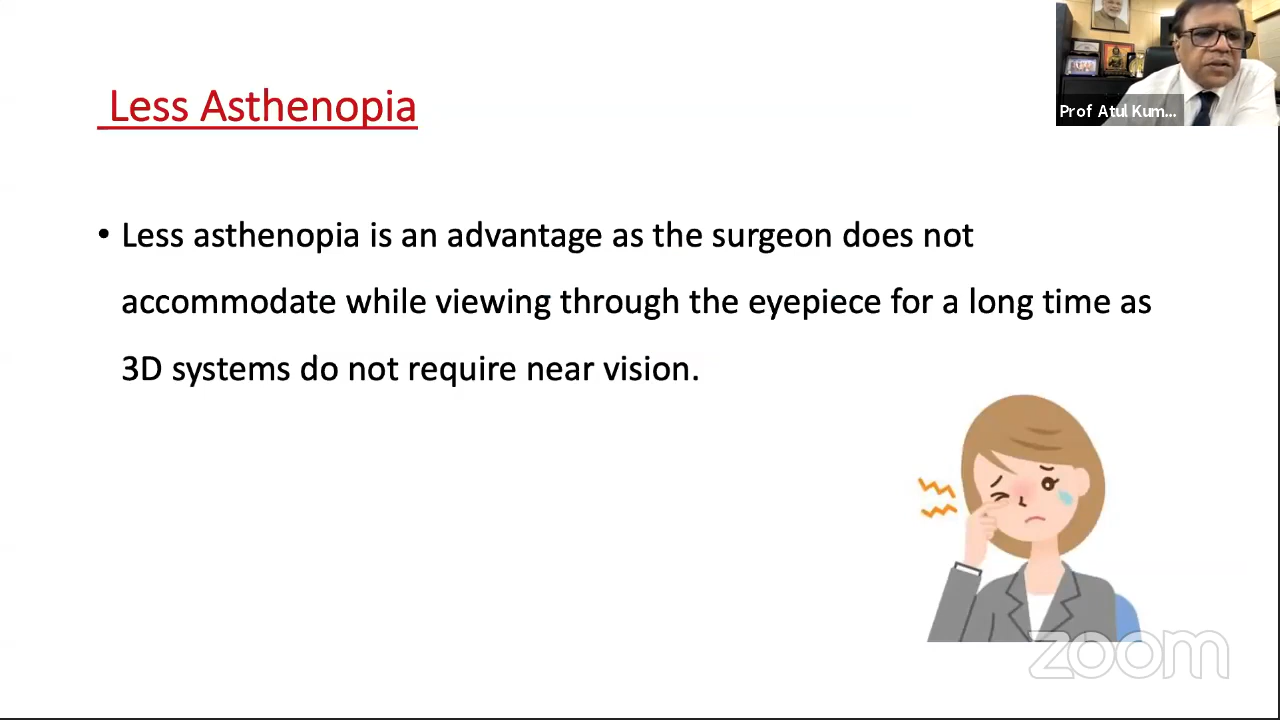 Less Asthenopia
Prof Atul Kum...
• Less asthenopia is an advantage as the surgeon does not
accommodate while viewing through the eyepiece for a long time as
3D systems do not require near vision.
zoom